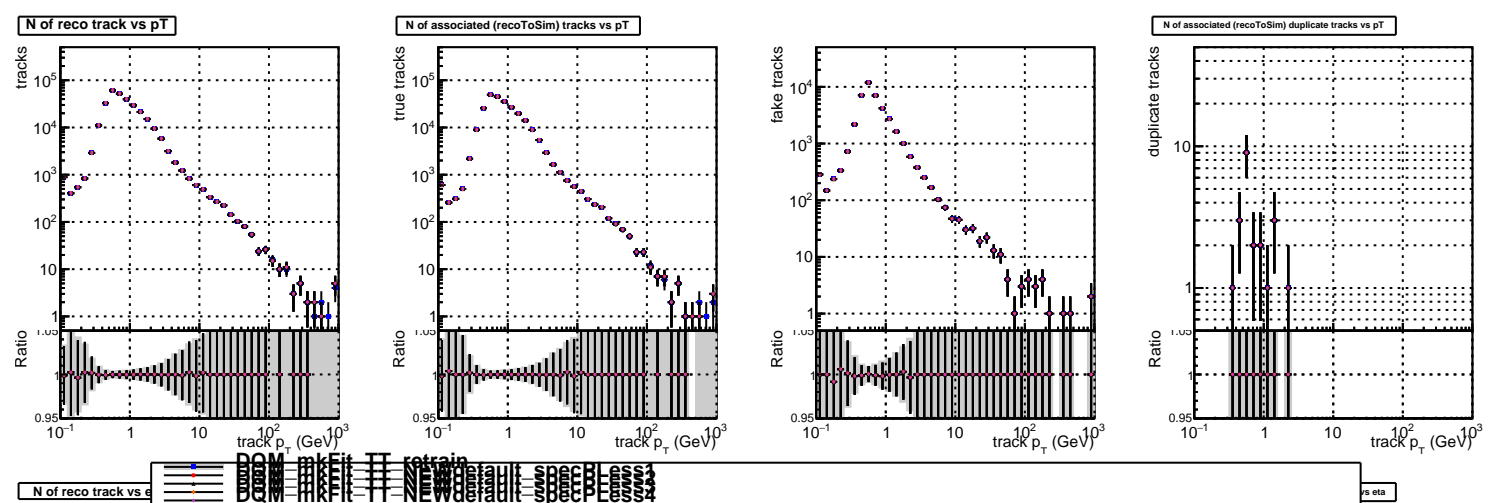 N of reco track vs pT
N of associated (recoToSim) tracks vs pT
N of associated (recoToSim) duplicate tracks vs pT
tracks
10^5
10^4
10^3
10^2
10
1
Ratio
1.05
1
0.95
10^-1 1 10 10^2 10^3
track p_T (GeV)
true tracks
10^5
10^4
10^3
10^2
10
1
Ratio
1.05
1
0.95
10^-1 1 10 10^2 10^3
track p_T (GeV)
fake tracks
10^4
10^3
10^2
10
1
Ratio
1.05
1
0.95
10^-1 1 10 10^2 10^3
track p_T (GeV)
duplicate tracks
10
1
Ratio
1.05
1
0.95
10^-1 1 10 10^2 10^3
track p_T (GeV)
DQM_mkFit_TT_retrain
DQM_mkFit_TT_NEWdefault_specPLess1
DQM_mkFit_TT_NEWdefault_specPLess4
N of reco track vs e
vs eta